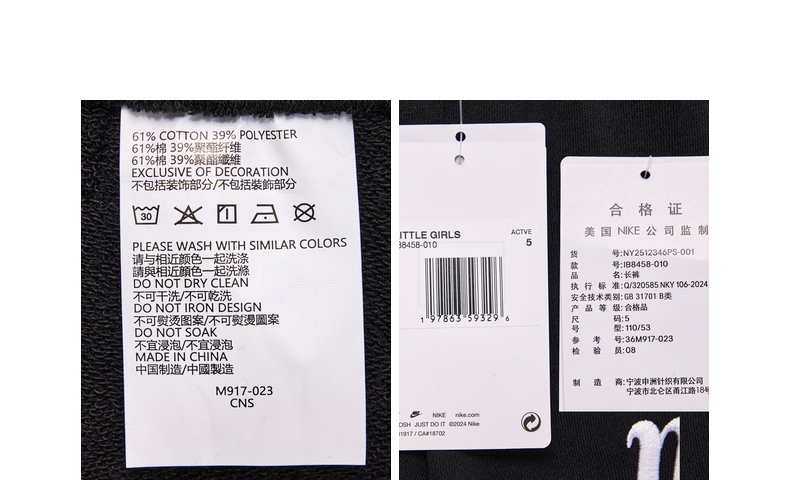 61% COTTON 39% POLYESTER
61%棉 39%聚酯纤维
61%棉 39%聚酯纖維
EXCLUSIVE OF DECORATION
不包括装饰部分/不包括裝飾部分
30
PLEASE WASH WITH SIMILAR COLORS
请与相近颜色一起洗涤
請與相近顏色一起洗滌
DO NOT DRY CLEAN
不可干洗/不可乾洗
DO NOT IRON DESIGN
不可熨烫图案/不可熨燙圖案
DO NOT SOAK
不宜浸泡/不宜浸泡
MADE IN CHINA
中国制造/中國製造
M917-023
CNS
ITTLE GIRLS
B8458-010
ACTVE
5
1 97863 59329 6
NIKE nike.com
OSH JUST DO IT ©2024 Nike
1917 / CA#18702
合格证
美国 NIKE 公司监制
货 号:NY2512346PS-001
款 号:IB8458-010
品 名:长裤
执行标准:Q/320585 NKY 106-2024
安全技术类别:GB 31701 B类
产品等级:合格品
尺 码:5
号 型:110/53
参 考 号:36M917-023
检 验 员:08
制 造 商:宁波申洲针织有限公司
宁波市北仑区甬江路18号